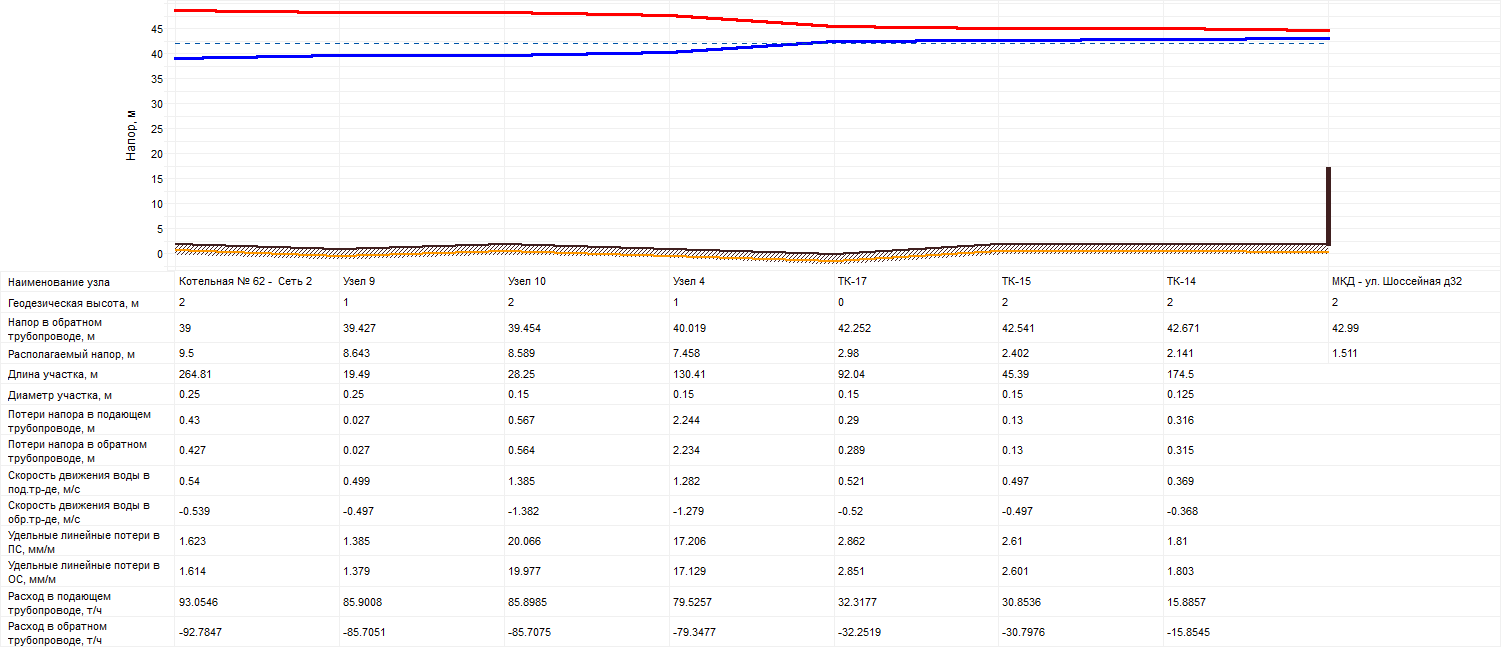 45
40
35
30
25
20
15
10
5
0
Напор, м
Наименование узла Котельная № 62 - Сеть 2 Узел 9 Узел 10 Узел 4 ТК-17 ТК-15 ТК-14 МКД - ул. Шоссейная д32
Геодезическая высота, м 2 1 2 1 0 2 2 2
Напор в обратном
трубопроводе, м 39 39.427 39.454 40.019 42.252 42.541 42.671 42.99
Располагаемый напор, м 9.5 8.643 8.589 7.458 2.98 2.402 2.141 1.511
Длина участка, м 264.81 19.49 28.25 130.41 92.04 45.39 174.5
Диаметр участка, м 0.25 0.25 0.15 0.15 0.15 0.15 0.125
Потери напора в подающем
трубопроводе, м 0.43 0.027 0.567 2.244 0.29 0.13 0.316
Потери напора в обратном
трубопроводе, м 0.427 0.027 0.564 2.234 0.289 0.13 0.315
Скорость движения воды в
под.тр-де, м/с 0.54 0.499 1.385 1.282 0.521 0.497 0.369
Скорость движения воды в
обр.тр-де, м/с -0.539 -0.497 -1.382 -1.279 -0.52 -0.497 -0.368
Удельные линейные потери в
ПС, мм/м 1.623 1.385 20.066 17.206 2.862 2.61 1.81
Удельные линейные потери в
ОС, мм/м 1.614 1.379 19.977 17.129 2.851 2.601 1.803
Расход в подающем
трубопроводе, т/ч 93.0546 85.9008 85.8985 79.5257 32.3177 30.8536 15.8857
Расход в обратном
трубопроводе, т/ч -92.7847 -85.7051 -85.7075 -79.3477 -32.2519 -30.7976 -15.8545